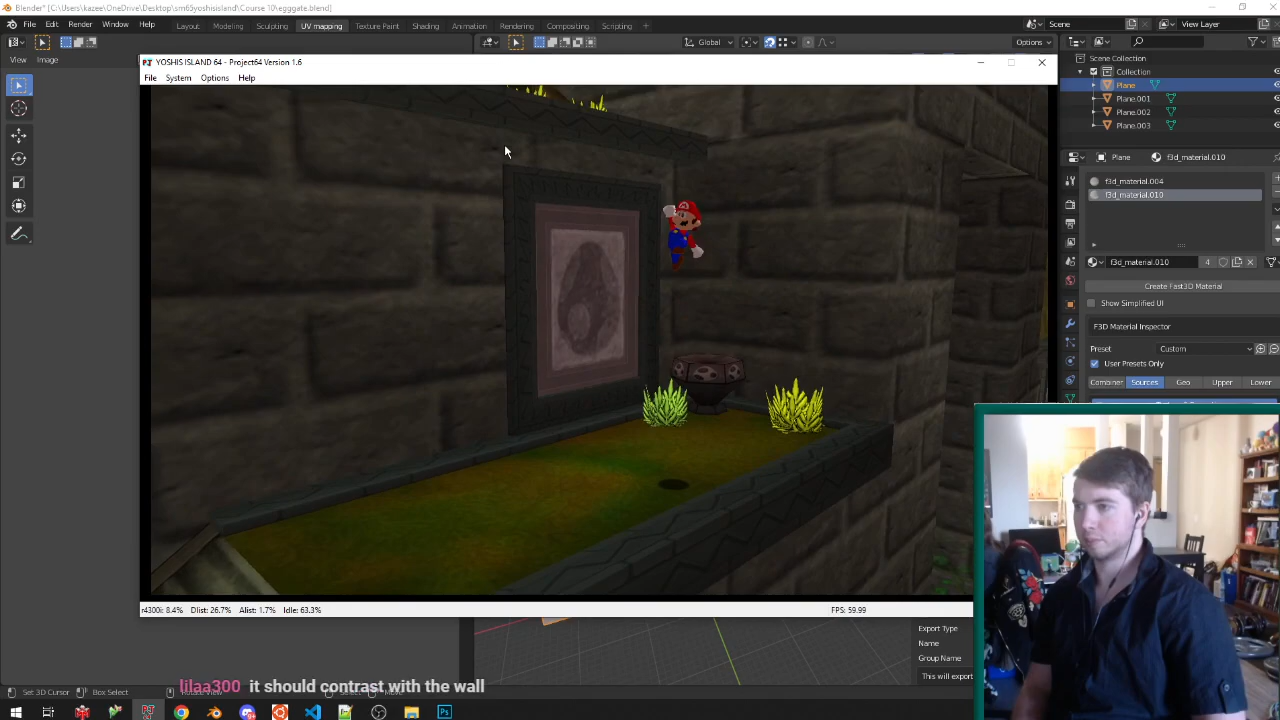 Blender* [C:\Users\kazee\OneDrive\Desktop\sm65yoshisisland\Course 10\egggate.blend]
File Edit Render Window Help Layout Modeling Sculpting UV mapping Texture Paint Shading Animation Rendering Compositing Scripting + Scene View Layer
View Image Global Options
YOSHIS ISLAND 64 - Project64 Version 1.6
File System Options Help
Scene Collection
Collection
Plane
Plane.001
Plane.002
Plane.003
Plane f3d_material.010
f3d_material.004
f3d_material.010
f3d_material.010 4
Create Fast3D Material
Show Simplified UI
F3D Material Inspector
Preset Custom
User Presets Only
Combiner Sources Geo Upper Lower
r4300i: 8.4% Dlist: 26.7% Alist: 1.7% Idle: 63.3% FPS: 59.99
Export Type
Name
Group Name
This will export
lilaa300 it should contrast with the wall
Set 3D Cursor Box Select